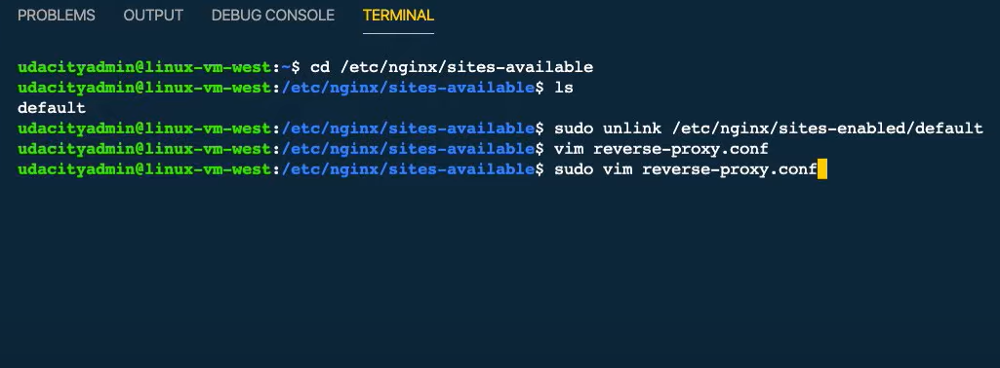 PROBLEMS OUTPUT DEBUG CONSOLE TERMINAL
udacityadmin@linux-vm-west:~$ cd /etc/nginx/sites-available
udacityadmin@linux-vm-west:/etc/nginx/sites-available$ ls
default
udacityadmin@linux-vm-west:/etc/nginx/sites-available$ sudo unlink /etc/nginx/sites-enabled/default
udacityadmin@linux-vm-west:/etc/nginx/sites-available$ vim reverse-proxy.conf
udacityadmin@linux-vm-west:/etc/nginx/sites-available$ sudo vim reverse-proxy.conf